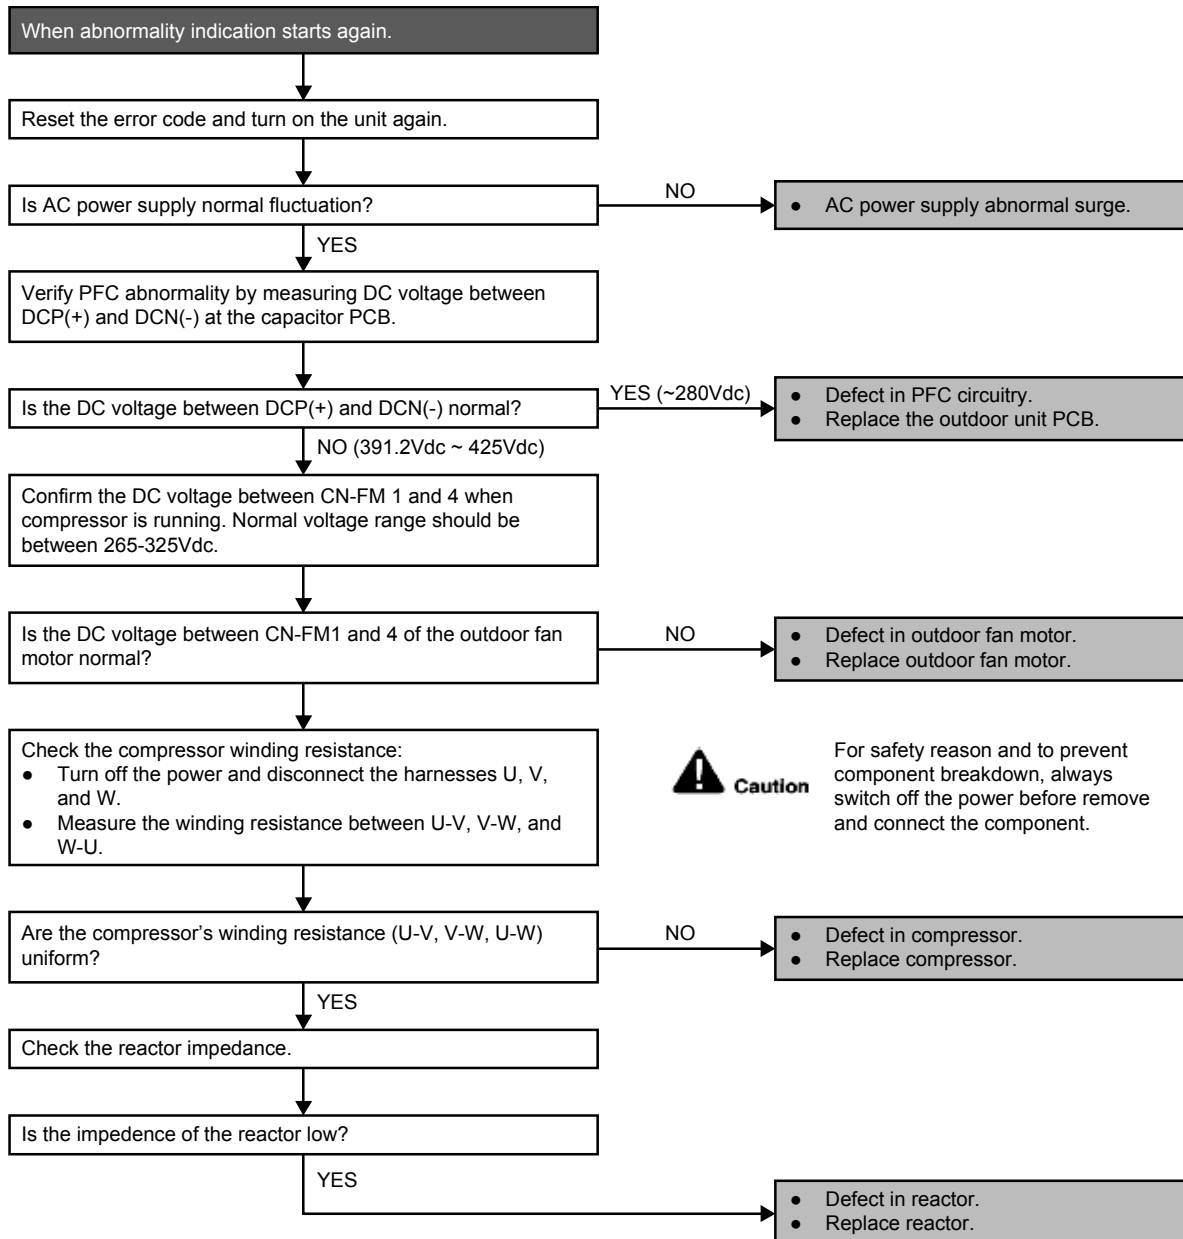 When abnormality indication starts again.
Reset the error code and turn on the unit again.
Is AC power supply normal fluctuation?
NO
● AC power supply abnormal surge.
YES
Verify PFC abnormality by measuring DC voltage between
DCP(+) and DCN(-) at the capacitor PCB.
Is the DC voltage between DCP(+) and DCN(-) normal?
YES (~280Vdc)
● Defect in PFC circuitry.
● Replace the outdoor unit PCB.
NO (391.2Vdc ~ 425Vdc)
Confirm the DC voltage between CN-FM 1 and 4 when
compressor is running. Normal voltage range should be
between 265-325Vdc.
Is the DC voltage between CN-FM1 and 4 of the outdoor fan
motor normal?
NO
● Defect in outdoor fan motor.
● Replace outdoor fan motor.
Check the compressor winding resistance:
● Turn off the power and disconnect the harnesses U, V,
and W.
● Measure the winding resistance between U-V, V-W, and
W-U.
Caution
For safety reason and to prevent
component breakdown, always
switch off the power before remove
and connect the component.
Are the compressor's winding resistance (U-V, V-W, U-W)
uniform?
NO
● Defect in compressor.
● Replace compressor.
YES
Check the reactor impedance.
Is the impedence of the reactor low?
YES
● Defect in reactor.
● Replace reactor.